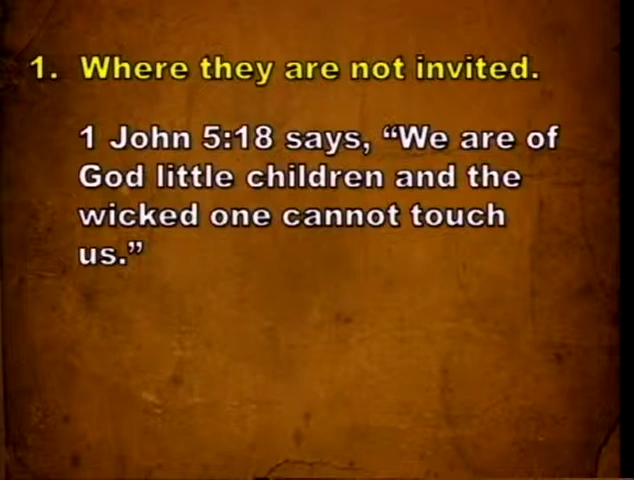 1. Where they are not invited.
1 John 5:18 says, “We are of
God little children and the
wicked one cannot touch
us.”